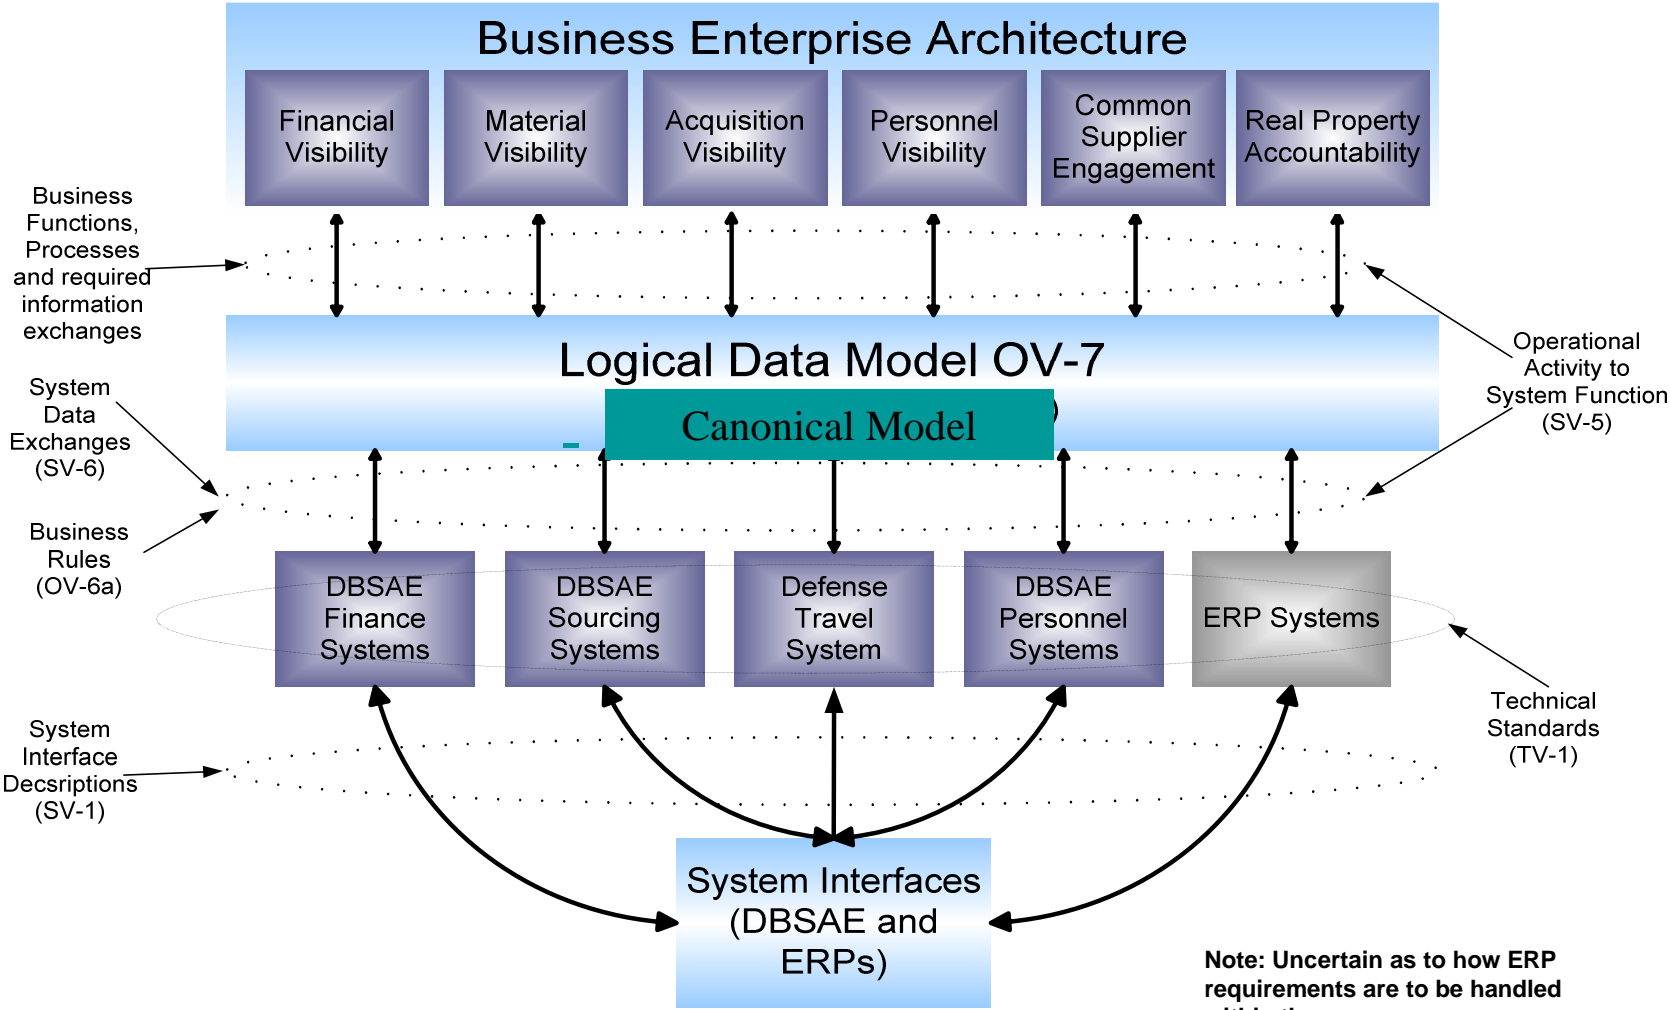 Business Enterprise Architecture
Financial
Visibility
Material
Visibility
Acquisition
Visibility
Personnel
Visibility
Common
Supplier
Engagement
Real Property
Accountability
Business
Functions,
Processes
and required
information
exchanges
Logical Data Model OV-7
)
Canonical Model
Operational
Activity to
System Function
(SV-5)
System
Data
Exchanges
(SV-6)
Business
Rules
(OV-6a)
DBSAE
Finance
Systems
DBSAE
Sourcing
Systems
Defense
Travel
System
DBSAE
Personnel
Systems
ERP Systems
Technical
Standards
(TV-1)
System
Interface
Decsriptions
(SV-1)
System Interfaces
(DBSAE and
ERPs)
Note: Uncertain as to how ERP
requirements are to be handled